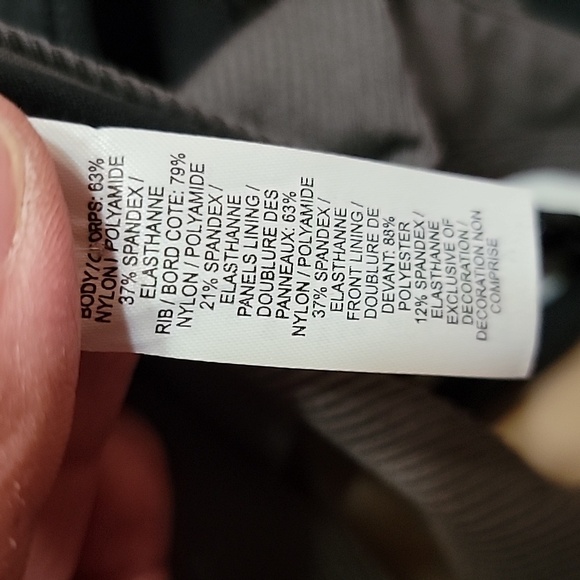 BODY/CORPS: 63%
NYLON/ POLYAMIDE
37% SPANDEX /
ELASTHANNE
RIB / BORD COTE: 79%
NYLON / POLYAMIDE
21% SPANDEX /
ELASTHANNE
PANELS LINING /
DOUBLURE DES
PANNEAUX: 63%
NYLON / POLYAMIDE
37% SPANDEX /
ELASTHANNE
FRONT LINING /
DOUBLURE DE
DEVANT: 88%
POLYESTER
12% SPANDEX /
ELASTHANNE
EXCLUSIVE OF
DECORATION /
DECORATION NON
COMPRISE